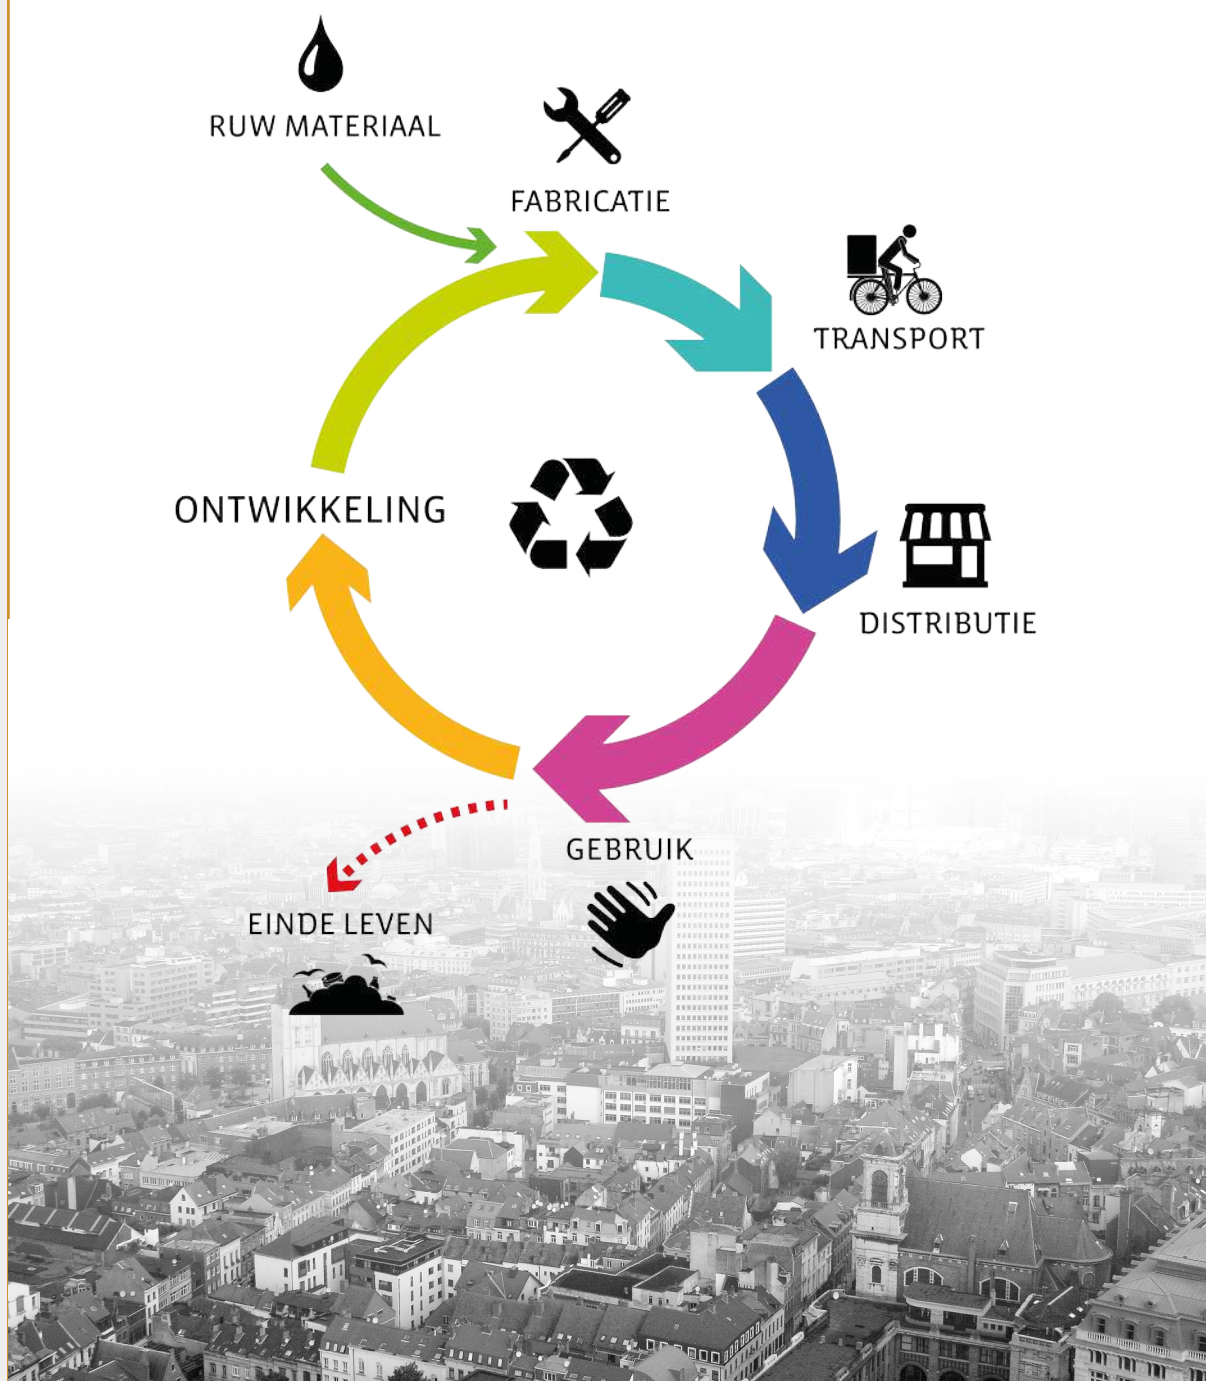 RUW MATERIAAL
FABRICATIE
TRANSPORT
ONTWIKKELING
DISTRIBUTIE
GEBRUIK
EINDE LEVEN